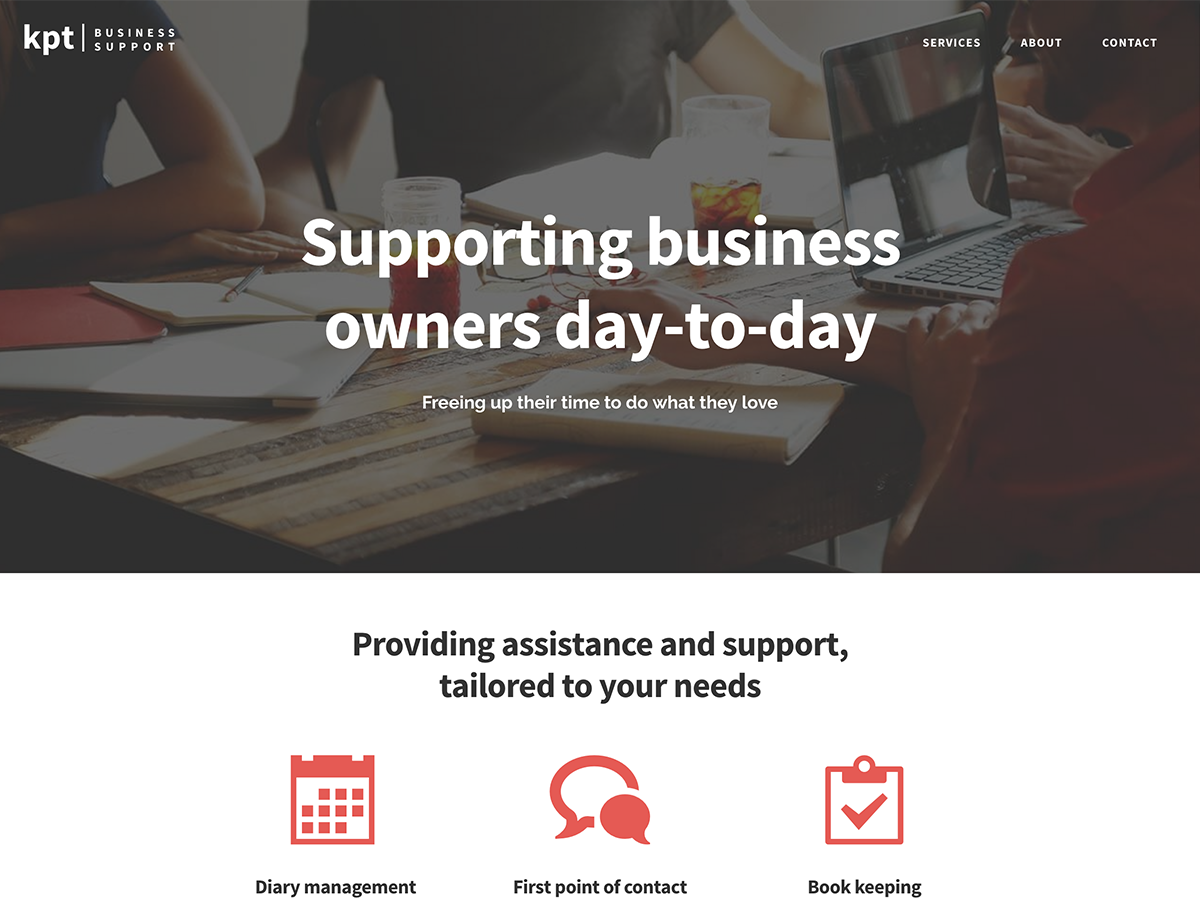 kpt
BUSINESS
SUPPORT
SERVICES ABOUT CONTACT
Supporting business
owners day-to-day
Freeing up their time to do what they love
Providing assistance and support,
tailored to your needs
Diary management
First point of contact
Book keeping